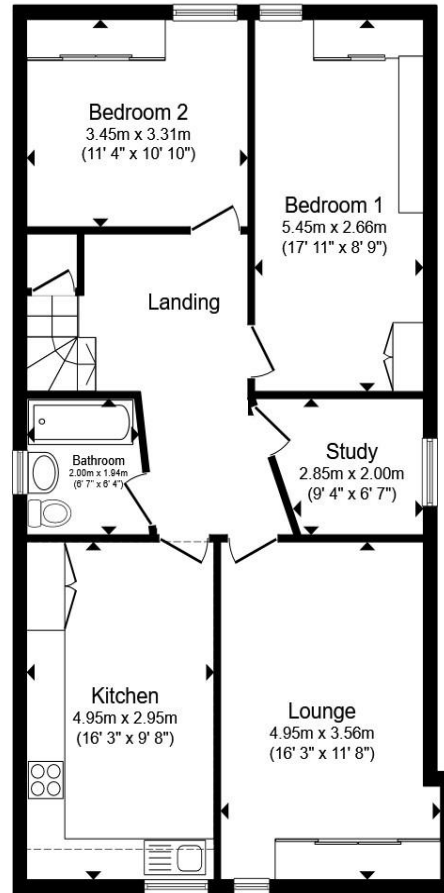 Bedroom 2
3.45m x 3.31m
(11' 4" x 10' 10")
Bedroom 1
5.45m x 2.66m
(17' 11" x 8' 9")
Landing
Bathroom
2.00m x 1.94m
(6' 7" x 6' 4")
Study
2.85m x 2.00m
(9' 4" x 6' 7")
Kitchen
4.95m x 2.95m
(16' 3" x 9' 8")
Lounge
4.95m x 3.56m
(16' 3" x 11' 8")